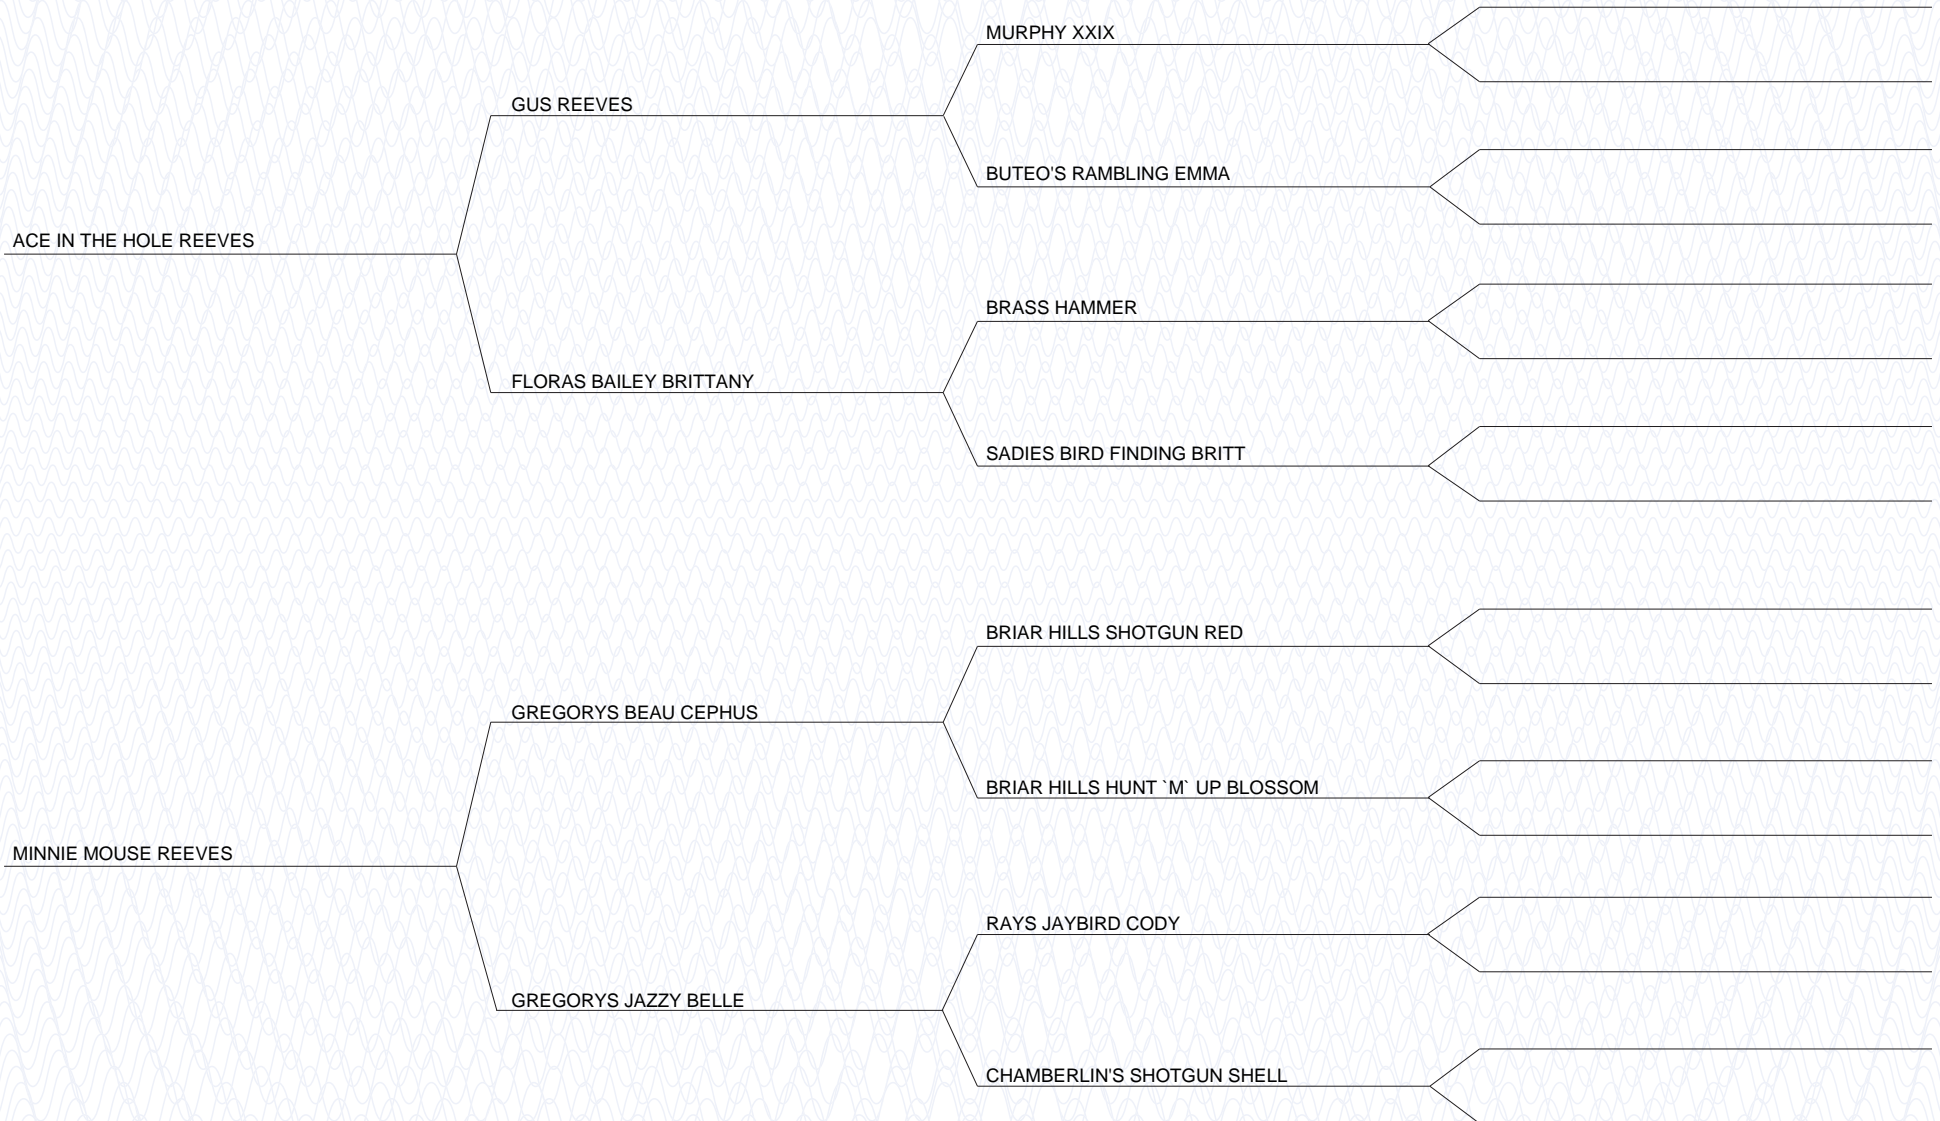 MURPHY XXIX
GUS REEVES
BUTEO'S RAMBLING EMMA
ACE IN THE HOLE REEVES
BRASS HAMMER
FLORAS BAILEY BRITTANY
SADIES BIRD FINDING BRITT
BRIAR HILLS SHOTGUN RED
GREGORYS BEAU CEPHUS
BRIAR HILLS HUNT `M` UP BLOSSOM
MINNIE MOUSE REEVES
RAYS JAYBIRD CODY
GREGORYS JAZZY BELLE
CHAMBERLIN'S SHOTGUN SHELL